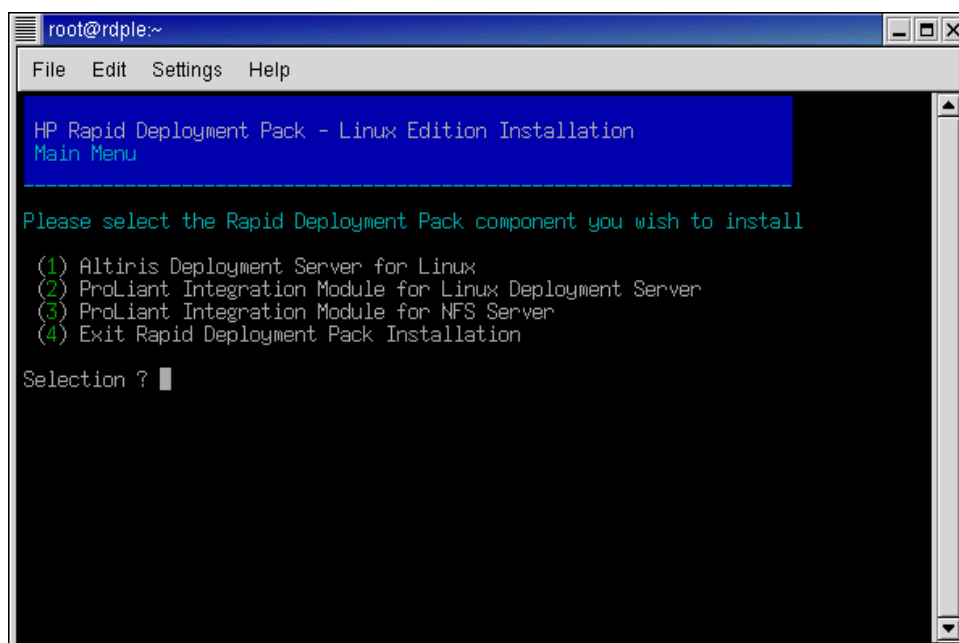 root@rdple:~
File Edit Settings Help
HP Rapid Deployment Pack - Linux Edition Installation
Main Menu
Please select the Rapid Deployment Pack component you wish to install
(1) Altiris Deployment Server for Linux
(2) ProLiant Integration Module for Linux Deployment Server
(3) ProLiant Integration Module for NFS Server
(4) Exit Rapid Deployment Pack Installation
Selection ?